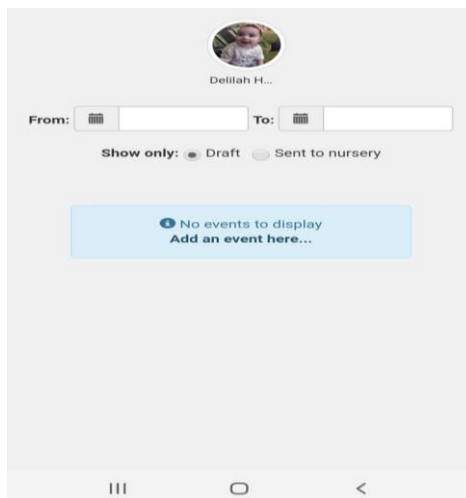 Delilah H...
From: To:
Show only: Draft Sent to nursery
No events to display
Add an event here...